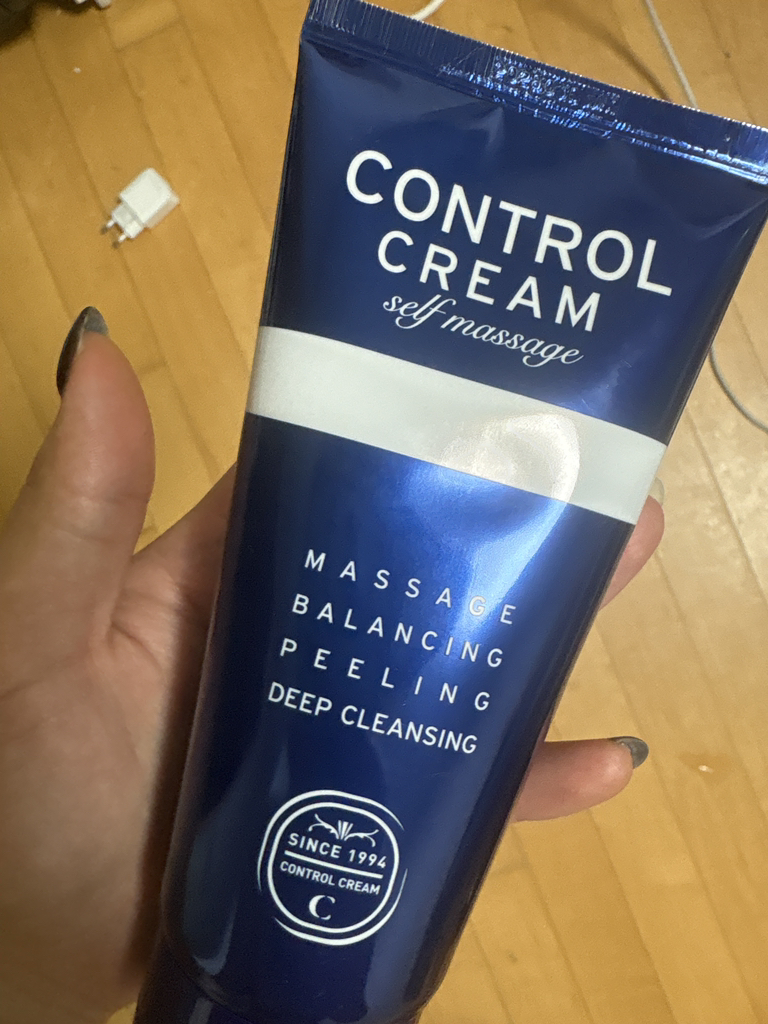 CONTROL
CREAM
self massage
MASSAGE
BALANCING
PEELING
DEEP CLEANSING
SINCE 1994
CONTROL CREAM
C